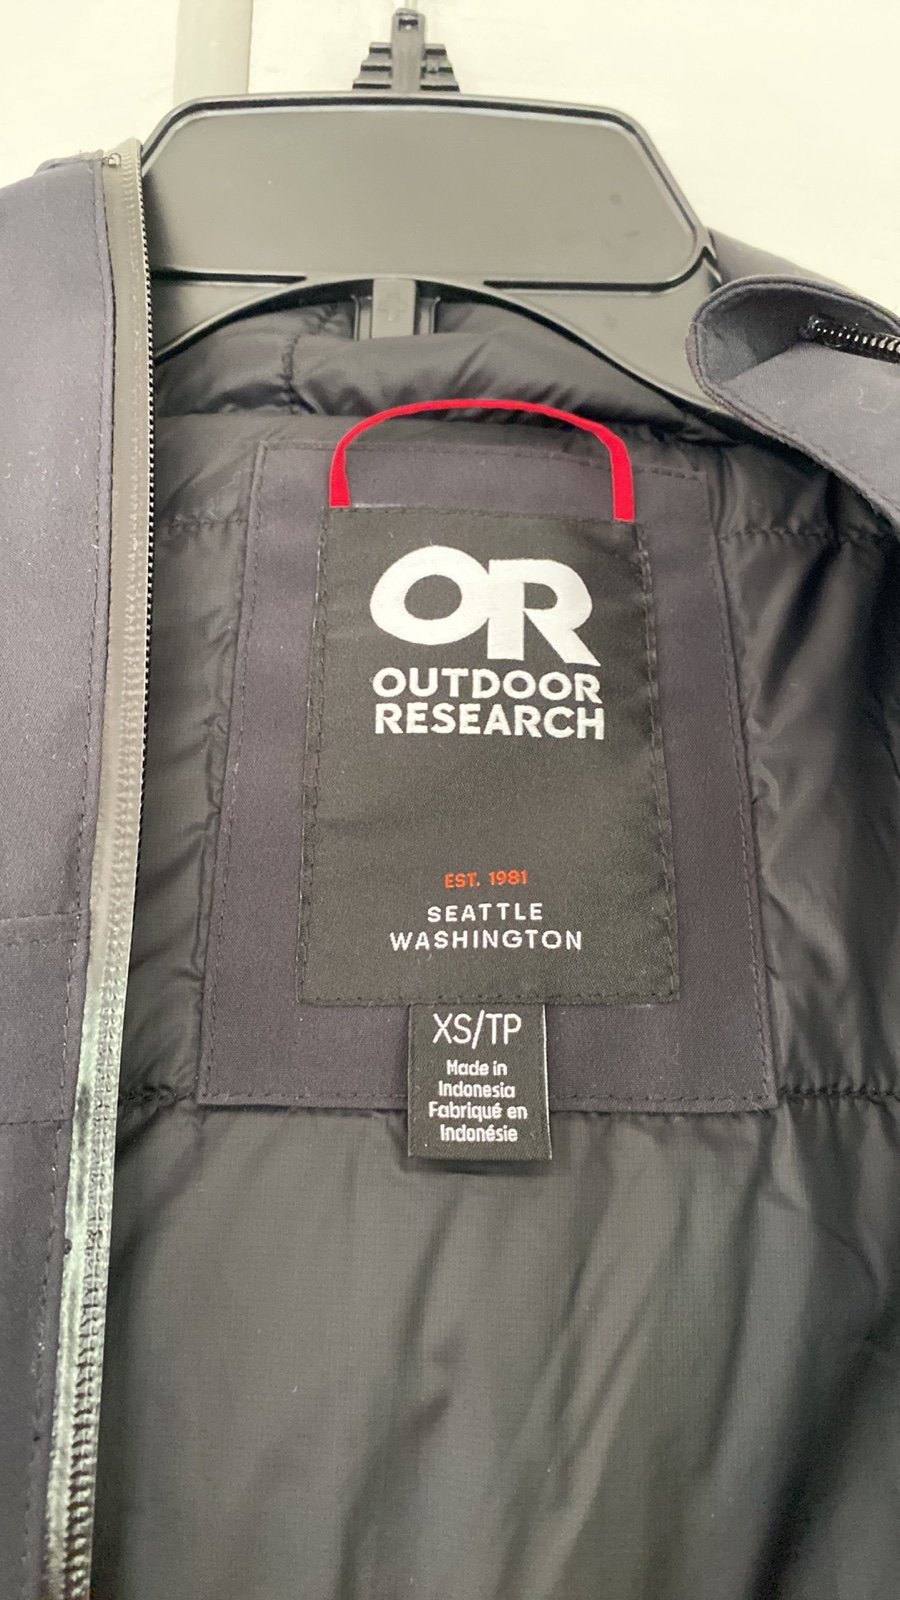 OR
OUTDOOR
RESEARCH
EST. 1981
SEATTLE
WASHINGTON
XS/TP
Made in
Indonesia
Fabriqué en
Indonésie